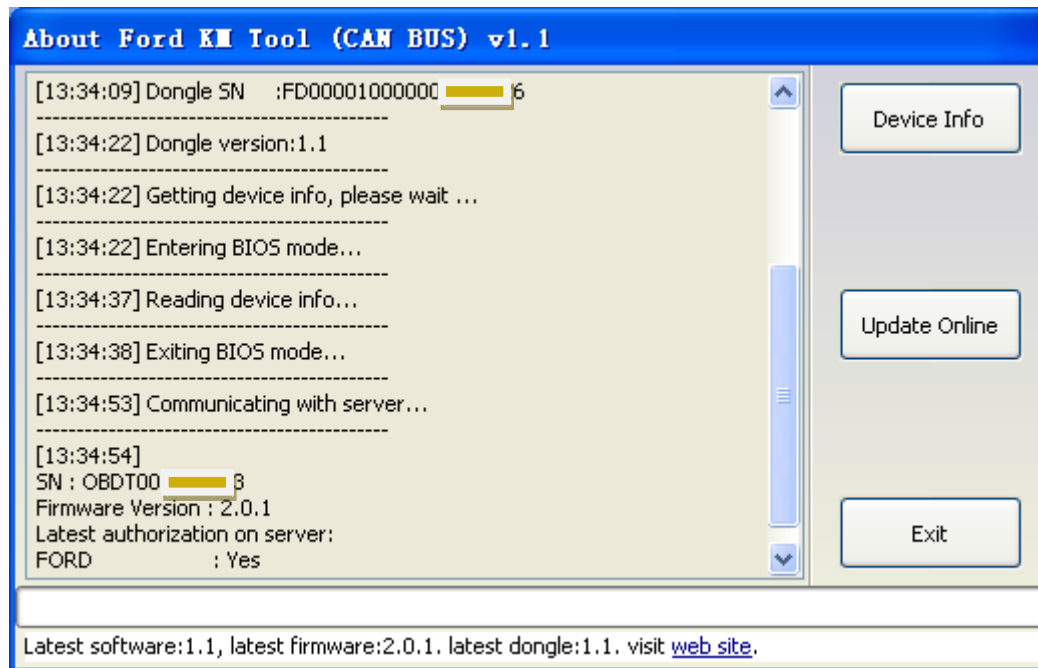 About Ford KM Tool (CAN BUS) v1.1
[13:34:09] Dongle SN :FD00001000000 6
------------------------------------------
[13:34:22] Dongle version:1.1
------------------------------------------
[13:34:22] Getting device info, please wait ...
------------------------------------------
[13:34:22] Entering BIOS mode...
------------------------------------------
[13:34:37] Reading device info...
------------------------------------------
[13:34:38] Exiting BIOS mode...
------------------------------------------
[13:34:53] Communicating with server...
------------------------------------------
[13:34:54]
SN : OBDT00 3
Firmware Version : 2.0.1
Latest authorization on server:
FORD : Yes
Device Info
Update Online
Exit
Latest software:1.1, latest firmware:2.0.1. latest dongle:1.1. visit web site.